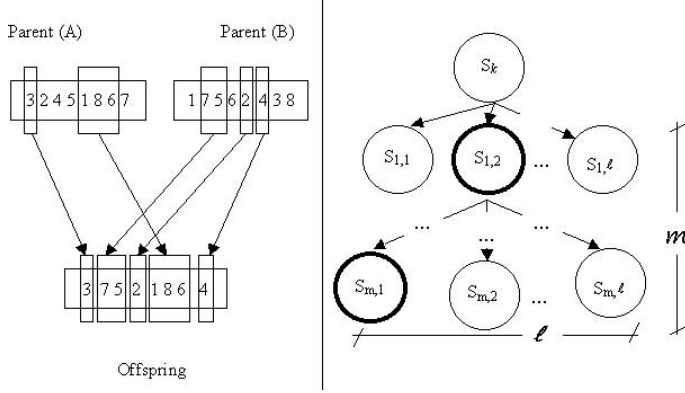 Parent (A)
Parent (B)
3 2 4 5 1 8 6 7
1 7 5 6 2 4 3 8
3 7 5 2 1 8 6 4
Offspring
Sk
S1,1
S1,2
...
S1,ℓ
...
...
...
Sm,1
Sm,2
...
Sm,ℓ
m
ℓ